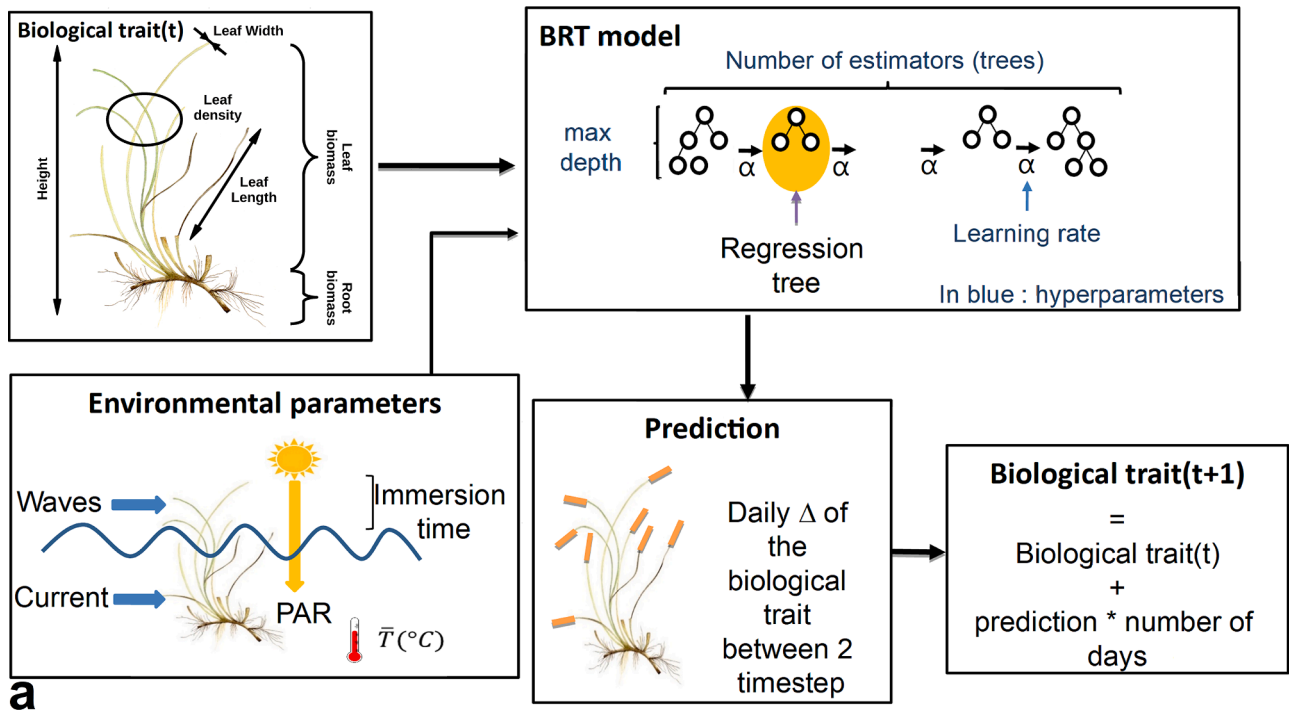 Biological trait(t)
Leaf Width
Leaf
density
Leaf
biomass
Height
Leaf
Length
Root
biomass
BRT model
Number of estimators (trees)
max
depth
α
α
α
α
Learning rate
Regression
tree
In blue : hyperparameters
Environmental parameters
Waves
Immersion
time
Current
PAR
T̅(°C)
Prediction
Daily Δ of
the
biological
trait
between 2
timestep
Biological trait(t+1)
=
Biological trait(t)
+
prediction * number of
days
a